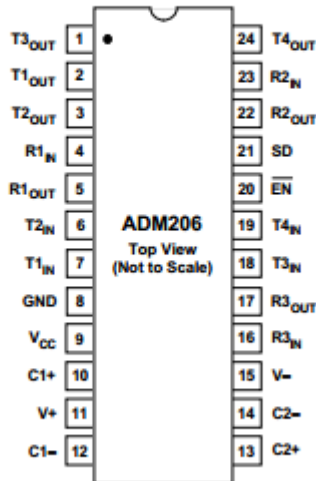 T3OUT 1 24 T4OUT
T1OUT 2 23 R2IN
T2OUT 3 22 R2OUT
R1IN 4 21 SD
R1OUT 5 20 E̅N̅
T2IN 6 ADM206 19 T4IN
Top View
T1IN 7 (Not to Scale) 18 T3IN
GND 8 17 R3OUT
VCC 9 16 R3IN
C1+ 10 15 V–
V+ 11 14 C2–
C1– 12 13 C2+